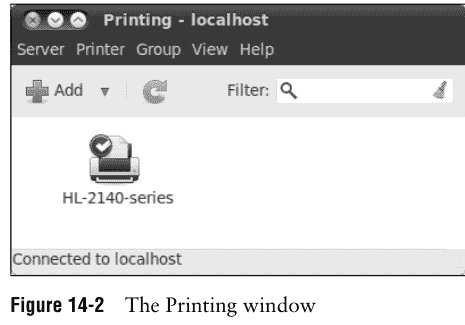 Printing - localhost
Server Printer Group View Help
Add Filter:
HL-2140-series
Connected to localhost
Figure 14-2 The Printing window